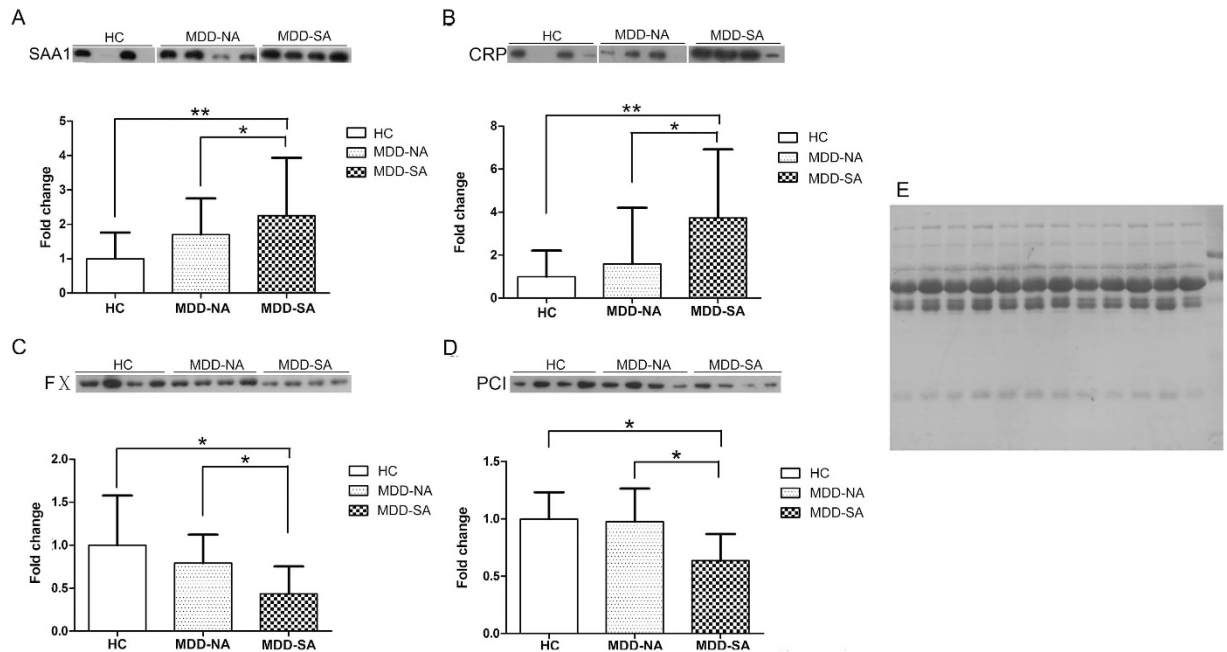 A
HC MDD-NA MDD-SA
SAA1
**
*
Fold change
5
4
3
2
1
0
HC MDD-NA MDD-SA
HC
MDD-NA
MDD-SA
B
HC MDD-NA MDD-SA
CRP
**
*
Fold change
8
6
4
2
0
HC MDD-NA MDD-SA
HC
MDD-NA
MDD-SA
C
HC MDD-NA MDD-SA
FX
*
*
Fold change
2.0
1.5
1.0
0.5
0.0
HC MDD-NA MDD-SA
HC
MDD-NA
MDD-SA
D
HC MDD-NA MDD-SA
PCI
*
*
Fold change
1.5
1.0
0.5
0.0
HC MDD-NA MDD-SA
HC
MDD-NA
MDD-SA
E